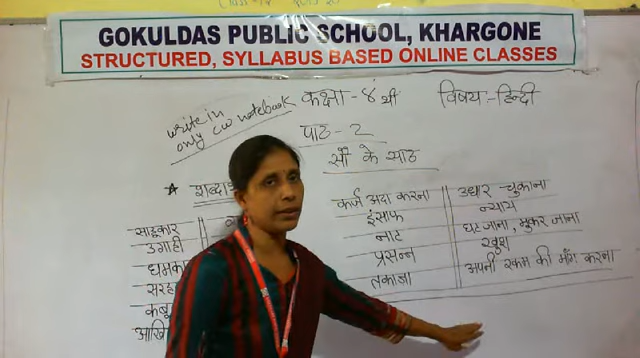 GOKULDAS PUBLIC SCHOOL, KHARGONE
STRUCTURED, SYLLABUS BASED ONLINE CLASSES
write in
only cw notebook
कक्षा - ४ थी
विषय :- हिन्दी
पाठ - 2
सौ के साठ
साहूकार
उगाही
कर्ज अदा करना उधार चुकाना
इंसाफ न्याय
नाट घट जाना, मुकर जाना
प्रसन्न खुश
तकाज़ा अपनी रकम की माँग करना